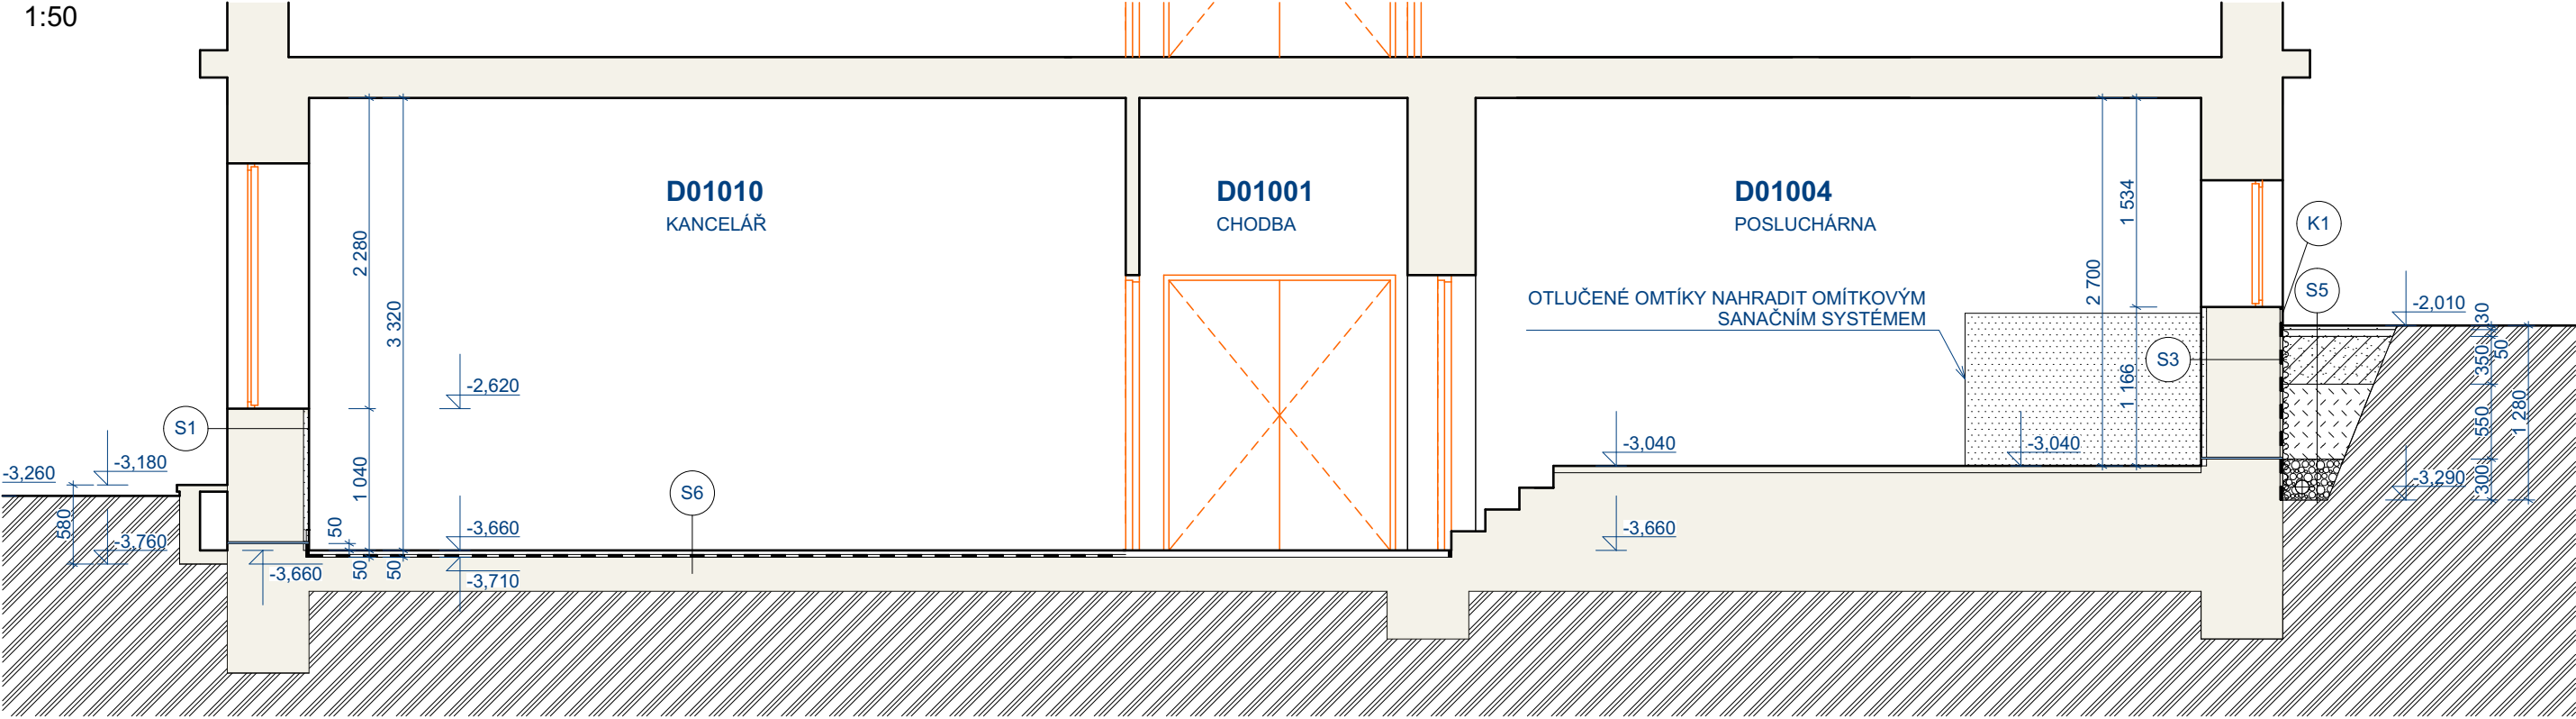 1:50
D01010
KANCELÁŘ
D01001
CHODBA
D01004
POSLUCHÁRNA
OTLUČENÉ OMTÍKY NAHRADIT OMÍTKOVÝM
SANAČNÍM SYSTÉMEM
2 280
3 320
1 040
50
50
50
-2,620
-3,660
-3,710
-3,660
S1
S6
-3,260
-3,180
580
-3,760
-3,040
-3,660
-3,040
2 700
1 534
1 166
K1
S5
S3
-2,010
30
50
350
550
300
1 280
-3,290